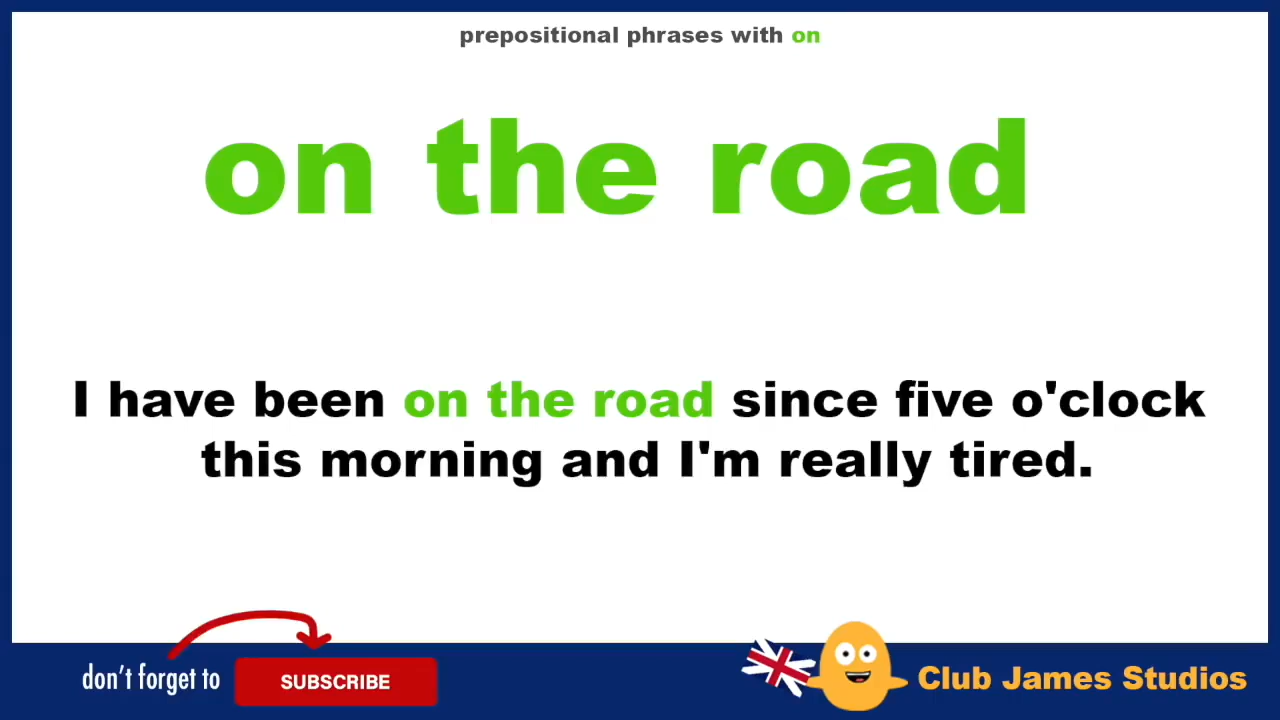 prepositional phrases with on
on the road
I have been on the road since five o'clock
this morning and I'm really tired.
don't forget to
SUBSCRIBE
Club James Studios